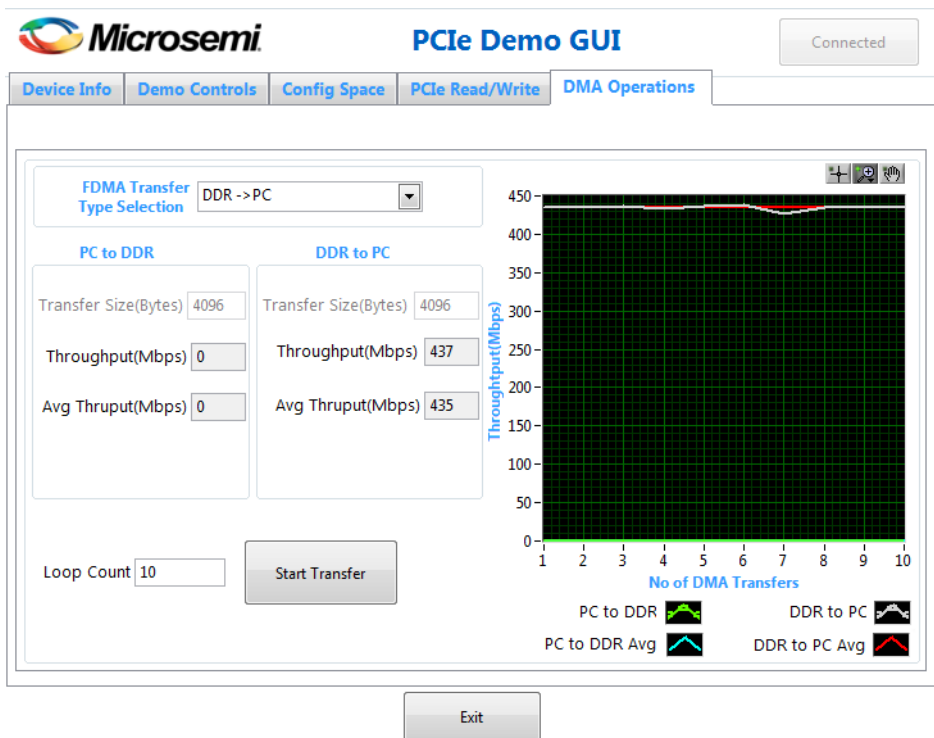 Microsemi.
PCIe Demo GUI
Connected
Device Info
Demo Controls
Config Space
PCIe Read/Write
DMA Operations
FDMA Transfer
Type Selection
DDR ->PC
PC to DDR
Transfer Size(Bytes) 4096
Throughput(Mbps) 0
Avg Thruput(Mbps) 0
DDR to PC
Transfer Size(Bytes) 4096
Throughput(Mbps) 437
Avg Thruput(Mbps) 435
Loop Count 10
Start Transfer
Throughtput(Mbps)
450
400
350
300
250
200
150
100
50
0
1 2 3 4 5 6 7 8 9 10
No of DMA Transfers
PC to DDR
DDR to PC
PC to DDR Avg
DDR to PC Avg
Exit